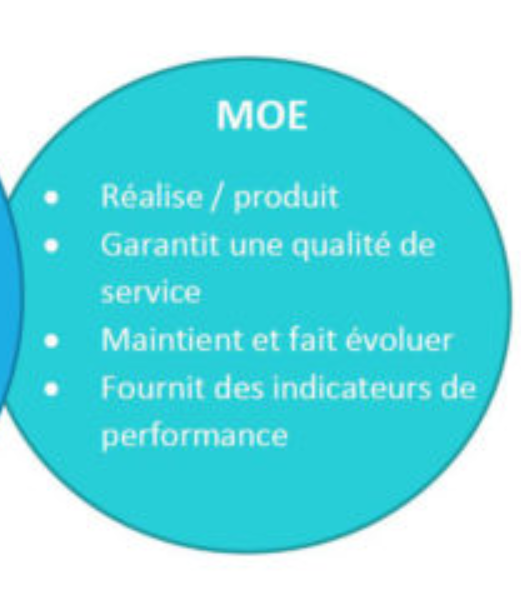 MOE
• Réalise / produit
• Garantit une qualité de
service
• Maintient et fait évoluer
• Fournit des indicateurs de
performance